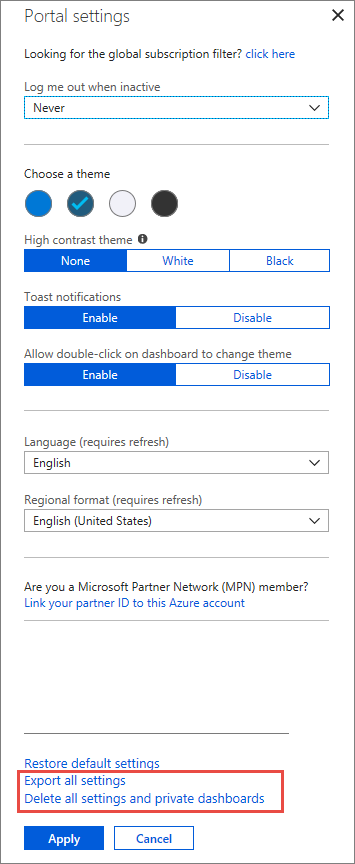 Portal settings
Looking for the global subscription filter? click here
Log me out when inactive
Never
Choose a theme
High contrast theme
None White Black
Toast notifications
Enable Disable
Allow double-click on dashboard to change theme
Enable Disable
Language (requires refresh)
English
Regional format (requires refresh)
English (United States)
Are you a Microsoft Partner Network (MPN) member?
Link your partner ID to this Azure account
Restore default settings
Export all settings
Delete all settings and private dashboards
Apply Cancel